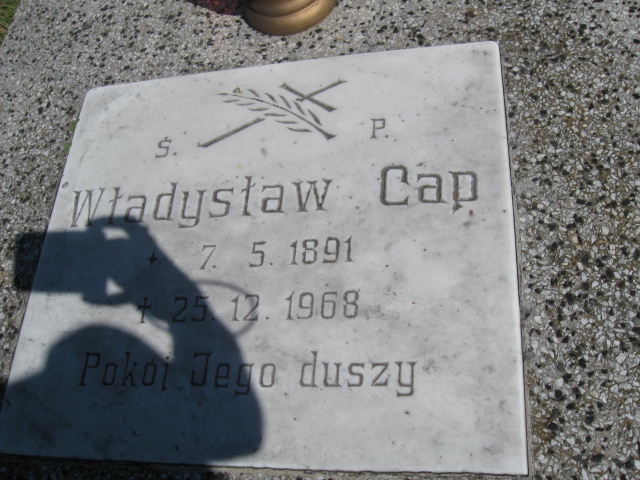 Ś. P.
Władysław Cap
* 7. 5. 1891
† 25. 12. 1968
Pokój Jego duszy